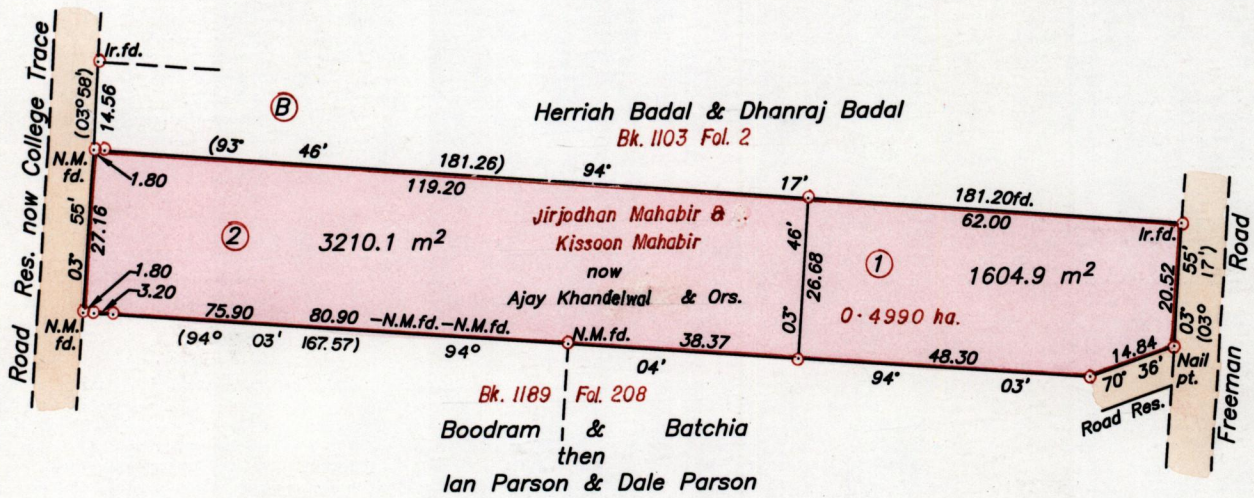 Road Res. now College Trace
Ir.fd.
(03°58')
14.56
B
Herriah Badal & Dhanraj Badal
Bk. 1103 Fol. 2
(93° 46' 181.26)
94° 17'
181.20fd.
N.M.
fd.
1.80
119.20
62.00
Ir.fd.
03° 55'
27.16
2
3210.1 m²
Jirjodhan Mahabir &
Kissoon Mahabir
now
Ajay Khandelwal & Ors.
03° 46'
26.68
1
1604.9 m²
0·4990 ha.
20.52
03° 55'
(03° 17')
Freeman Road
1.80
3.20
N.M.
fd.
75.90 80.90 -N.M.fd.-N.M.fd.
N.M.fd. 38.37
48.30
14.84
70° 36'
Nail
pt.
(94° 03' 167.57)
94° 04'
94° 03'
Road Res.
Bk. 1189 Fol. 208
Boodram & Batchia
then
Ian Parson & Dale Parson